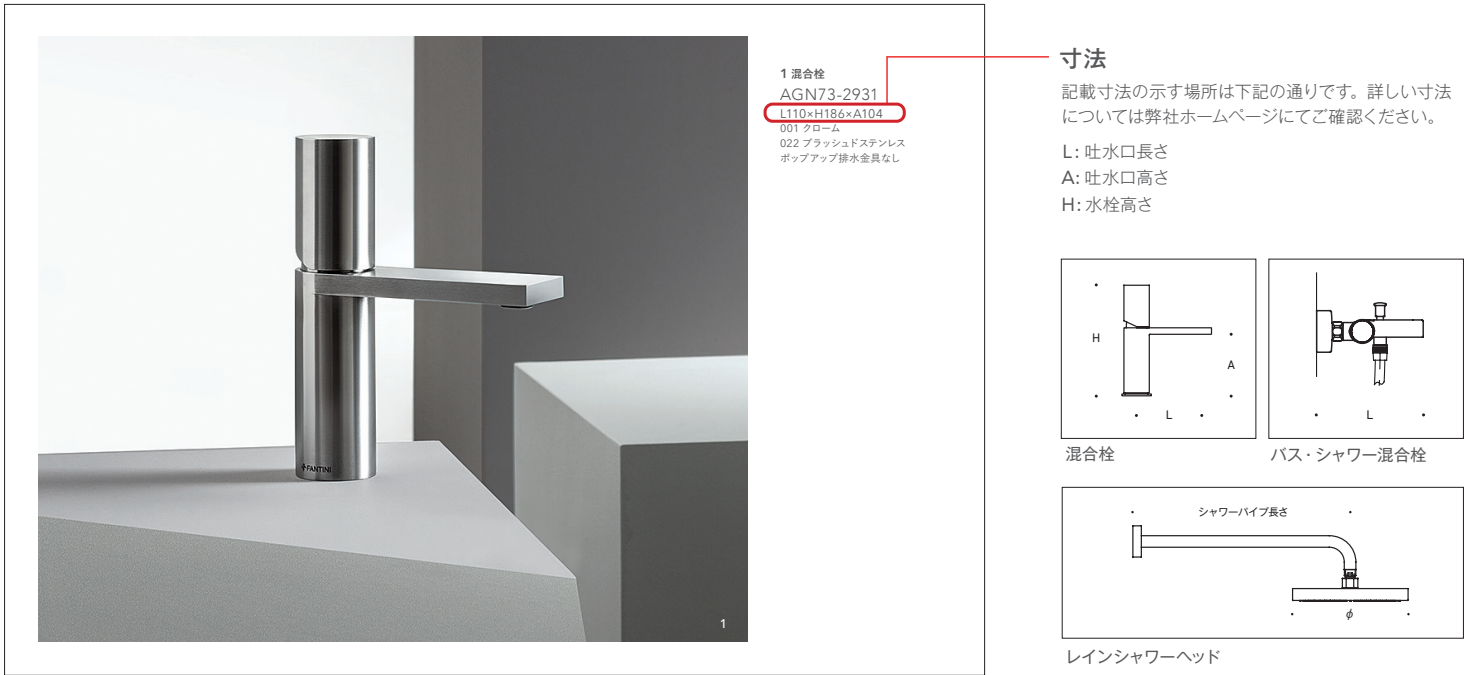 1 混合栓
AGN73-2931
L110×H186×A104
001 クローム
022 ブラッシュドステンレス
ポップアップ排水金具なし
FANTINI
1
寸法
記載寸法の示す場所は下記の通りです。詳しい寸法
については弊社ホームページにてご確認ください。
L: 吐水口長さ
A: 吐水口高さ
H: 水栓高さ
H
A
L
混合栓
L
バス・シャワー混合栓
シャワーパイプ長さ
φ
レインシャワーヘッド